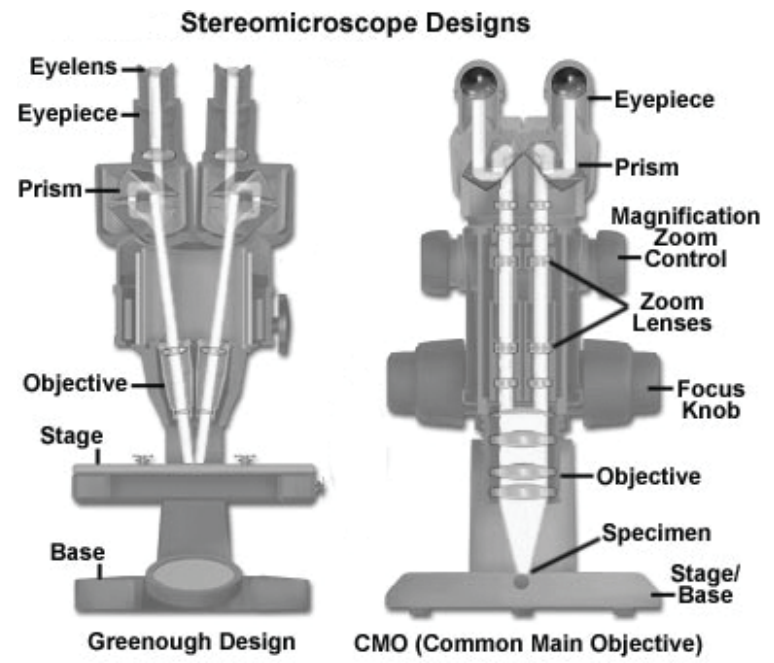 Stereomicroscope Designs
Eyelens
Eyepiece
Prism
Objective
Stage
Base
Greenough Design
Eyepiece
Prism
Magnification
Zoom
Control
Zoom
Lenses
Focus
Knob
Objective
Specimen
Stage/
Base
CMO (Common Main Objective)